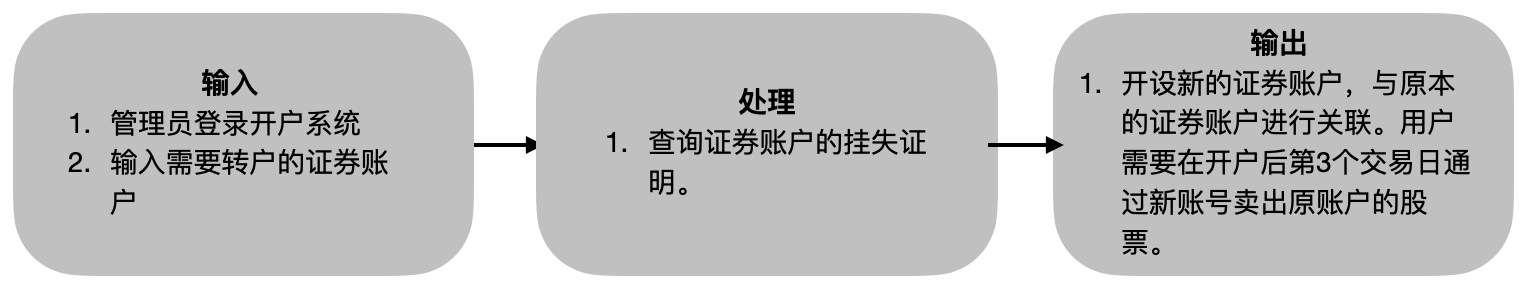 输入
1. 管理员登录开户系统
2. 输入需要转户的证券账
户
处理
1. 查询证券账户的挂失证
明。
输出
1. 开设新的证券账户，与原本
的证券账户进行关联。用户
需要在开户后第3个交易日通
过新账号卖出原账户的股
票。